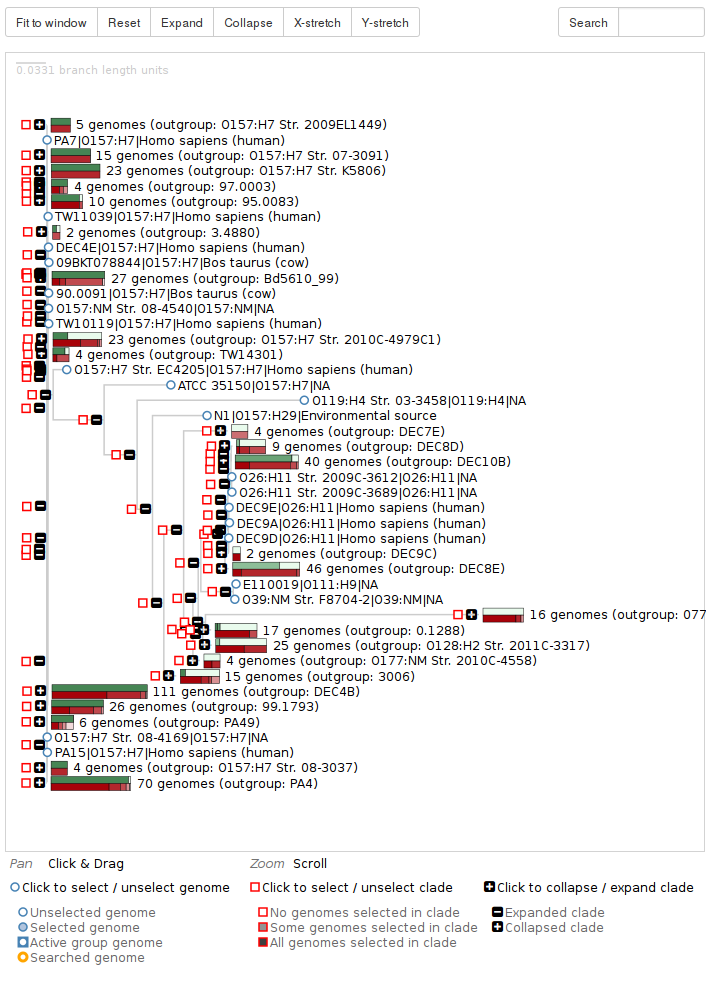 Fit to window Reset Expand Collapse X-stretch Y-stretch Search
0.0331 branch length units
5 genomes (outgroup: O157:H7 Str. 2009EL1449)
PA7|O157:H7|Homo sapiens (human)
15 genomes (outgroup: O157:H7 Str. 07-3091)
23 genomes (outgroup: O157:H7 Str. K5806)
4 genomes (outgroup: 97.0003)
10 genomes (outgroup: 95.0083)
TW11039|O157:H7|Homo sapiens (human)
2 genomes (outgroup: 3.4880)
DEC4E|O157:H7|Homo sapiens (human)
09BKT078844|O157:H7|Bos taurus (cow)
27 genomes (outgroup: Bd5610_99)
90.0091|O157:H7|Bos taurus (cow)
O157:NM Str. 08-4540|O157:NM|NA
TW10119|O157:H7|Homo sapiens (human)
23 genomes (outgroup: O157:H7 Str. 2010C-4979C1)
4 genomes (outgroup: TW14301)
O157:H7 Str. EC4205|O157:H7|Homo sapiens (human)
ATCC 35150|O157:H7|NA
O119:H4 Str. 03-3458|O119:H4|NA
N1|O157:H29|Environmental source
4 genomes (outgroup: DEC7E)
9 genomes (outgroup: DEC8D)
40 genomes (outgroup: DEC10B)
O26:H11 Str. 2009C-3612|O26:H11|NA
O26:H11 Str. 2009C-3689|O26:H11|NA
DEC9E|O26:H11|Homo sapiens (human)
DEC9A|O26:H11|Homo sapiens (human)
DEC9D|O26:H11|Homo sapiens (human)
2 genomes (outgroup: DEC9C)
46 genomes (outgroup: DEC8E)
E110019|O111:H9|NA
O39:NM Str. F8704-2|O39:NM|NA
16 genomes (outgroup: 077
17 genomes (outgroup: 0.1288)
25 genomes (outgroup: O128:H2 Str. 2011C-3317)
4 genomes (outgroup: O177:NM Str. 2010C-4558)
15 genomes (outgroup: 3006)
111 genomes (outgroup: DEC4B)
26 genomes (outgroup: 99.1793)
6 genomes (outgroup: PA49)
O157:H7 Str. 08-4169|O157:H7|NA
PA15|O157:H7|Homo sapiens (human)
4 genomes (outgroup: O157:H7 Str. 08-3037)
70 genomes (outgroup: PA4)
Pan Click & Drag Zoom Scroll
Click to select / unselect genome Click to select / unselect clade Click to collapse / expand clade
Unselected genome No genomes selected in clade Expanded clade
Selected genome Some genomes selected in clade Collapsed clade
Active group genome All genomes selected in clade
Searched genome